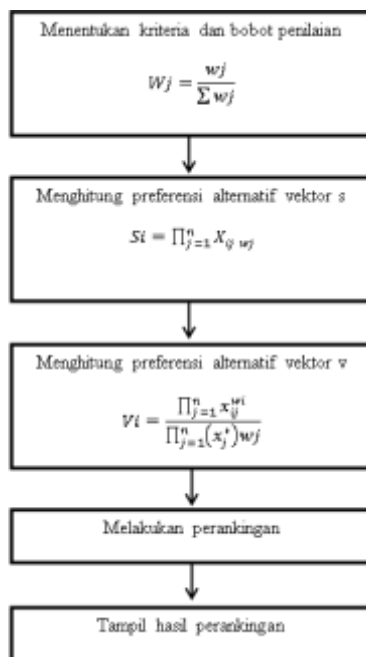 Menentukan kriteria dan bobot penilaian
Wj = wj / ∑ wj
Menghitung preferensi alternatif vektor s
Si = ∏ⁿⱼ₌₁ Xᵢⱼ wj
Menghitung preferensi alternatif vektor v
Vi = ∏ⁿⱼ₌₁ xᵢⱼ^wi / ∏ⁿⱼ₌₁(xⱼ*)wj
Melakukan perankingan
Tampil hasil perankingan